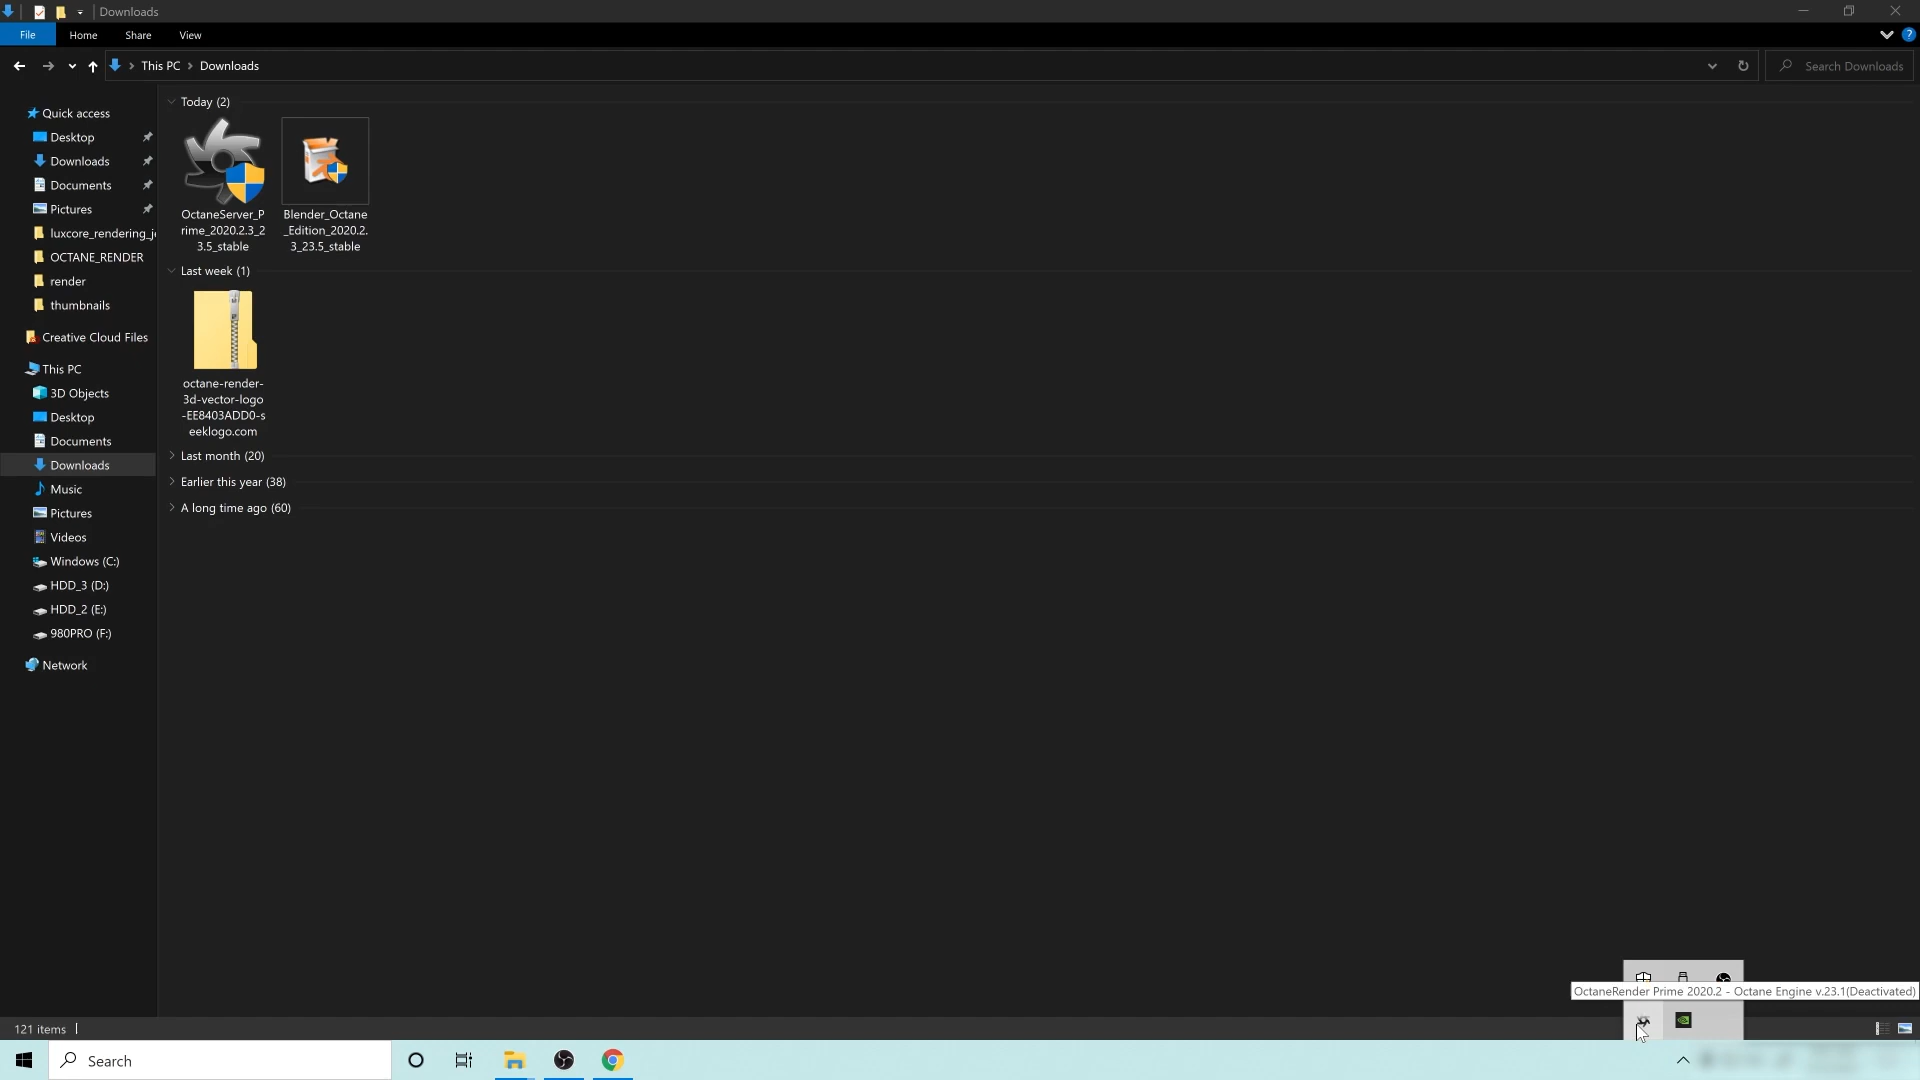 Downloads
File
Home
Share
View
?
This PC
Downloads
Search Downloads
Quick access
Desktop
Downloads
Documents
Pictures
luxcore_rendering_j
OCTANE_RENDER
render
thumbnails
Creative Cloud Files
This PC
3D Objects
Desktop
Documents
Downloads
Music
Pictures
Videos
Windows (C:)
HDD_3 (D:)
HDD_2 (E:)
980PRO (F:)
Network
Today (2)
OctaneServer_P
rime_2020.2.3_2
3.5_stable
Blender_Octane
_Edition_2020.2.
3_23.5_stable
Last week (1)
octane-render-
3d-vector-logo
-EE8403ADD0-s
eeklogo.com
Last month (20)
Earlier this year (38)
A long time ago (60)
OctaneRender Prime 2020.2 - Octane Engine v.23.1(Deactivated)
121 items
Search